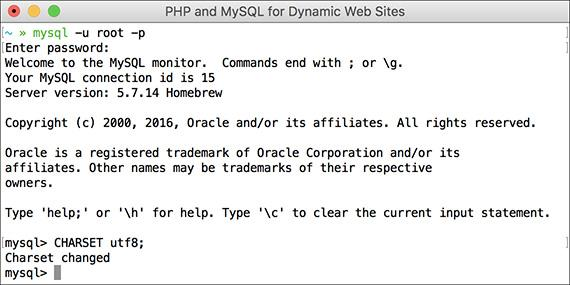 PHP and MySQL for Dynamic Web Sites
[~ » mysql -u root -p ]
[Enter password: ]
Welcome to the MySQL monitor.  Commands end with ; or \g.
Your MySQL connection id is 15
Server version: 5.7.14 Homebrew
Copyright (c) 2000, 2016, Oracle and/or its affiliates. All rights reserved.
Oracle is a registered trademark of Oracle Corporation and/or its
affiliates. Other names may be trademarks of their respective
owners.
Type 'help;' or '\h' for help. Type '\c' to clear the current input statement.
[mysql> CHARSET utf8; ]
Charset changed
mysql>